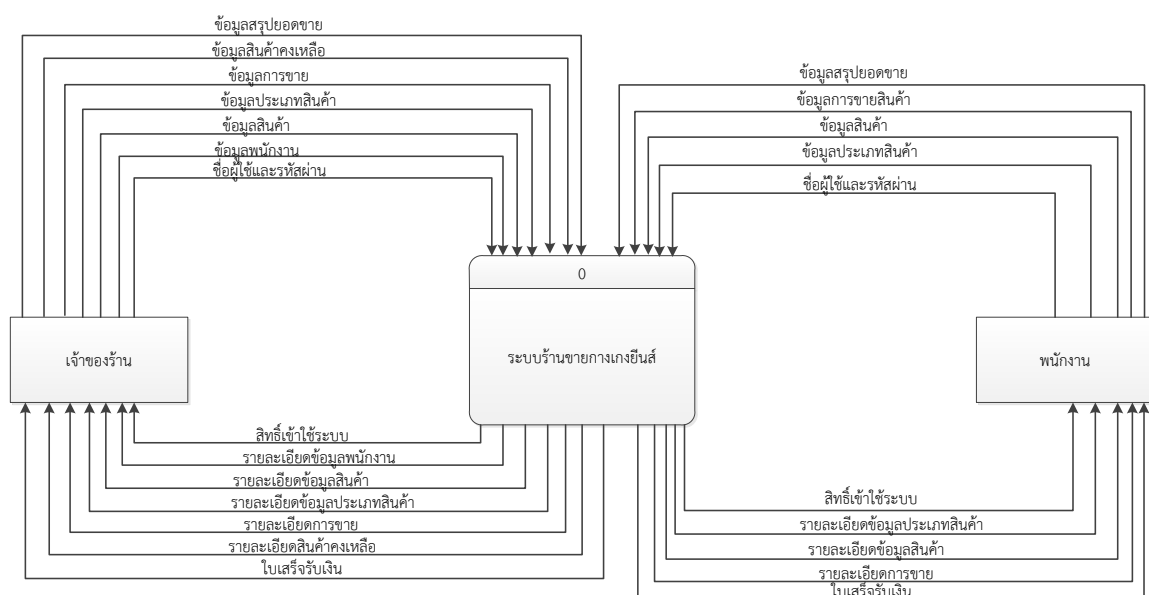 ข้อมูลสรุปยอดขาย
ข้อมูลสินค้าคงเหลือ
ข้อมูลการขาย
ข้อมูลประเภทสินค้า
ข้อมูลสินค้า
ข้อมูลพนักงาน
ชื่อผู้ใช้และรหัสผ่าน
ข้อมูลสรุปยอดขาย
ข้อมูลการขายสินค้า
ข้อมูลสินค้า
ข้อมูลประเภทสินค้า
ชื่อผู้ใช้และรหัสผ่าน
0
เจ้าของร้าน
ระบบร้านขายกางเกงยีนส์
พนักงาน
สิทธิ์เข้าใช้ระบบ
รายละเอียดข้อมูลพนักงาน
รายละเอียดข้อมูลสินค้า
รายละเอียดข้อมูลประเภทสินค้า
รายละเอียดการขาย
รายละเอียดสินค้าคงเหลือ
ใบเสร็จรับเงิน
สิทธิ์เข้าใช้ระบบ
รายละเอียดข้อมูลประเภทสินค้า
รายละเอียดข้อมูลสินค้า
รายละเอียดการขาย
ใบเสร็จรับเงิน